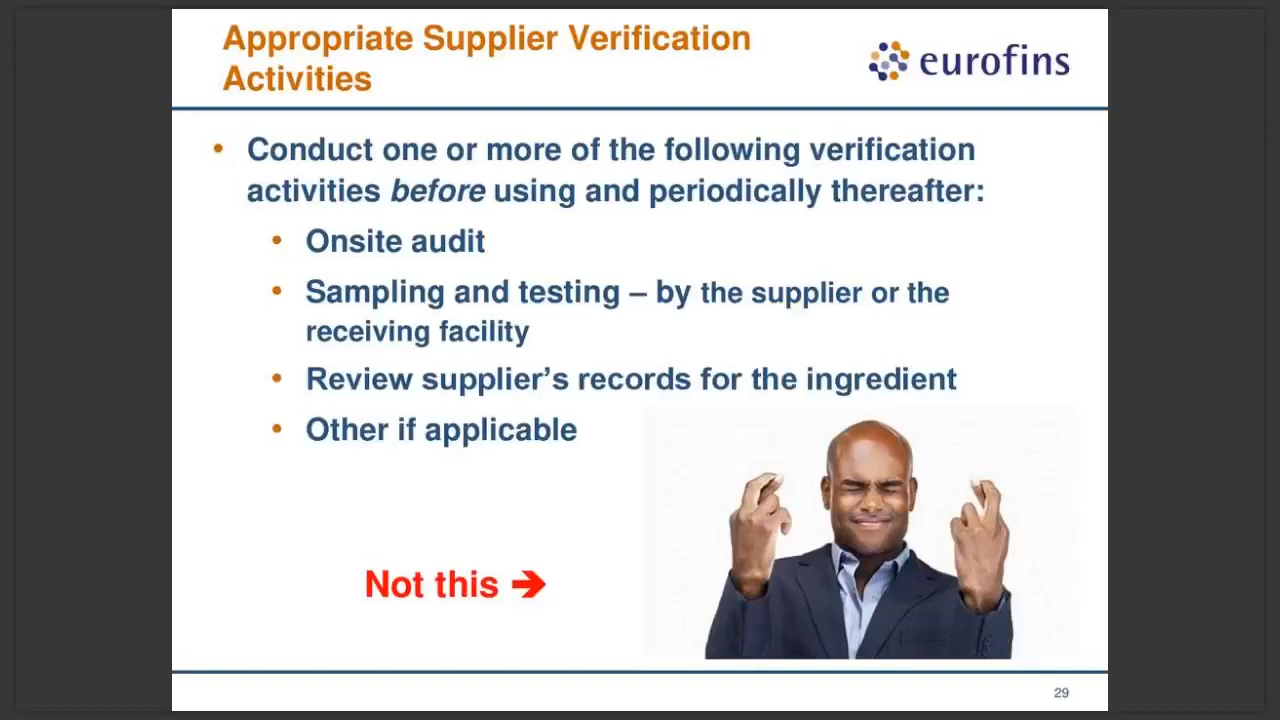 Appropriate Supplier Verification
Activities
eurofins
• Conduct one or more of the following verification
activities before using and periodically thereafter:
• Onsite audit
• Sampling and testing – by the supplier or the
receiving facility
• Review supplier’s records for the ingredient
• Other if applicable
Not this ➔
29